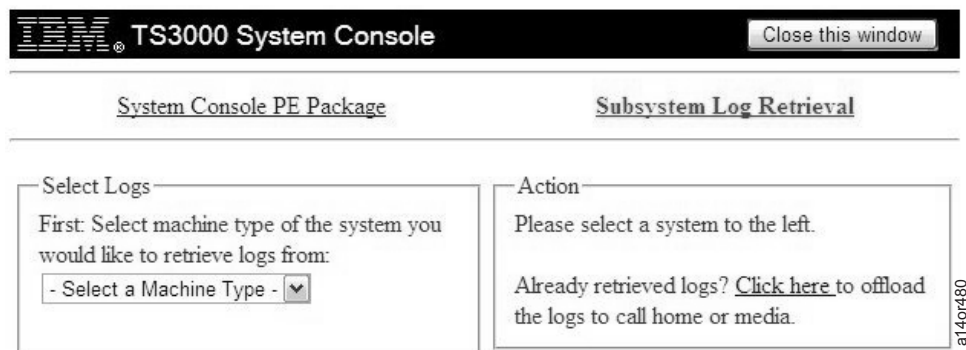 IBM® TS3000 System Console
Close this window
System Console PE Package
Subsystem Log Retrieval
Select Logs
First: Select machine type of the system you
would like to retrieve logs from:
- Select a Machine Type -
Action
Please select a system to the left.
Already retrieved logs? Click here to offload
the logs to call home or media.
a14or480